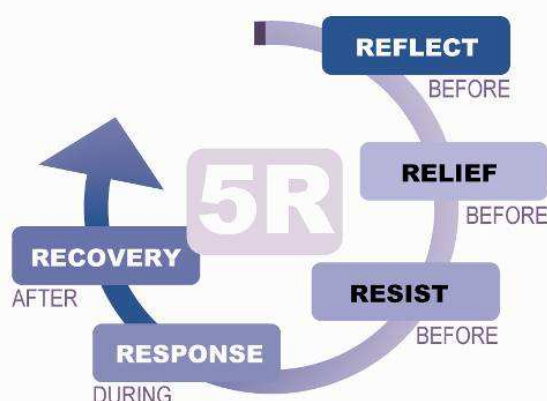 REFLECT
BEFORE
RELIEF
BEFORE
5R
RECOVERY
AFTER
RESIST
BEFORE
RESPONSE
DURING